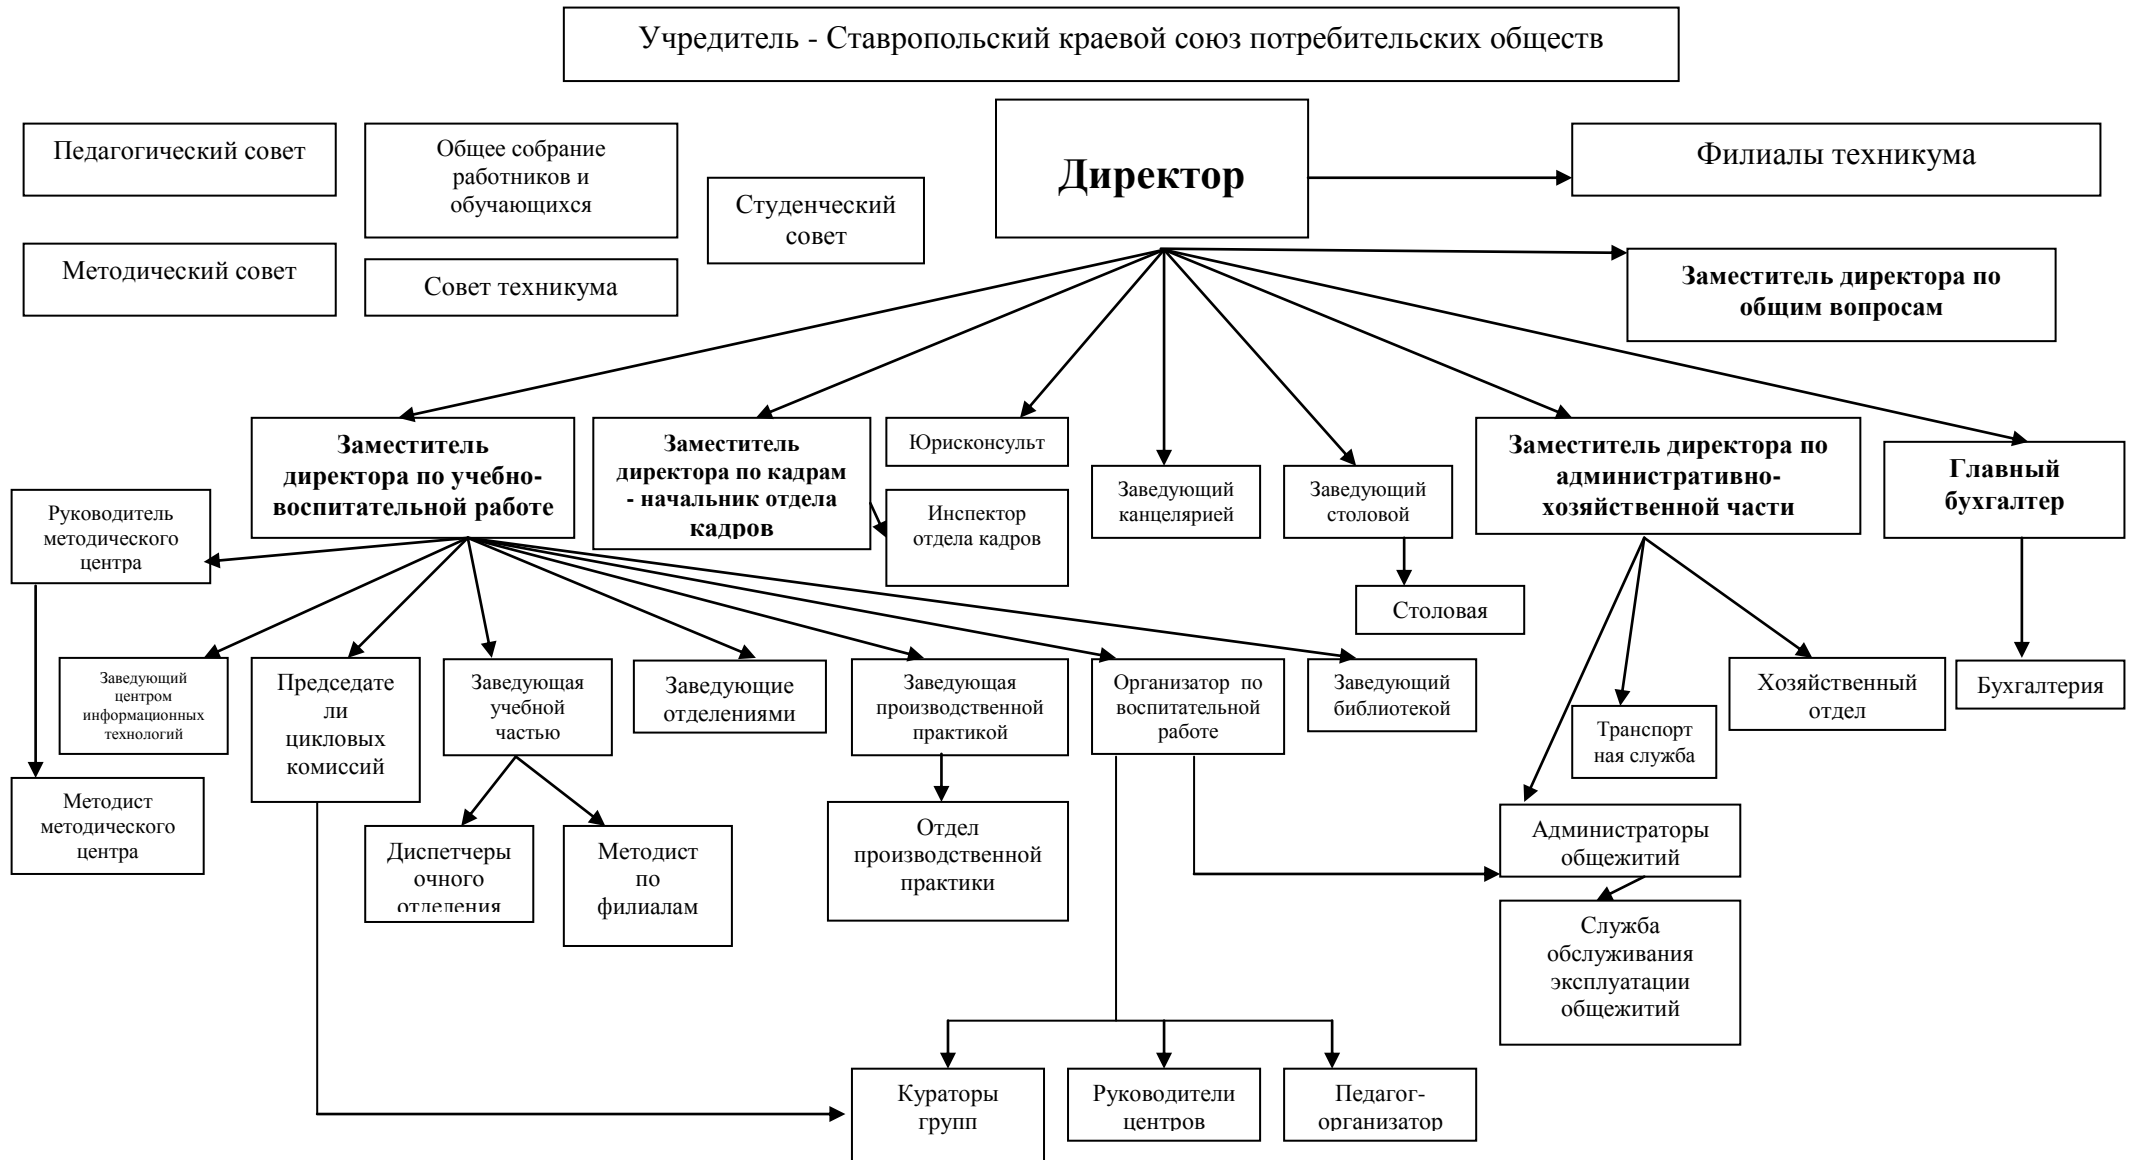 Учредитель - Ставропольский краевой союз потребительских обществ
Педагогический совет
Общее собрание
работников и
обучающихся
Студенческий
совет
Директор
Филиалы техникума
Методический совет
Совет техникума
Заместитель директора по
общим вопросам
Заместитель
директора по учебно-
воспитательной работе
Заместитель
директора по кадрам
- начальник отдела
кадров
Юрисконсульт
Инспектор
отдела кадров
Заведующий
канцелярией
Заведующий
столовой
Столовая
Заместитель директора по
административно-
хозяйственной части
Главный
бухгалтер
Руководитель
методического
центра
Заведующий
центром
информационных
технологий
Председате
ли
цикловых
комиссий
Заведующая
учебной
частью
Заведующие
отделениями
Заведующая
производственной
практикой
Организатор по
воспитательной
работе
Заведующий
библиотекой
Транспорт
ная служба
Хозяйственный
отдел
Бухгалтерия
Методист
методического
центра
Диспетчеры
очного
отделения
Методист
по
филиалам
Отдел
производственной
практики
Администраторы
общежитий
Служба
обслуживания
эксплуатации
общежитий
Кураторы
групп
Руководители
центров
Педагог-
организатор